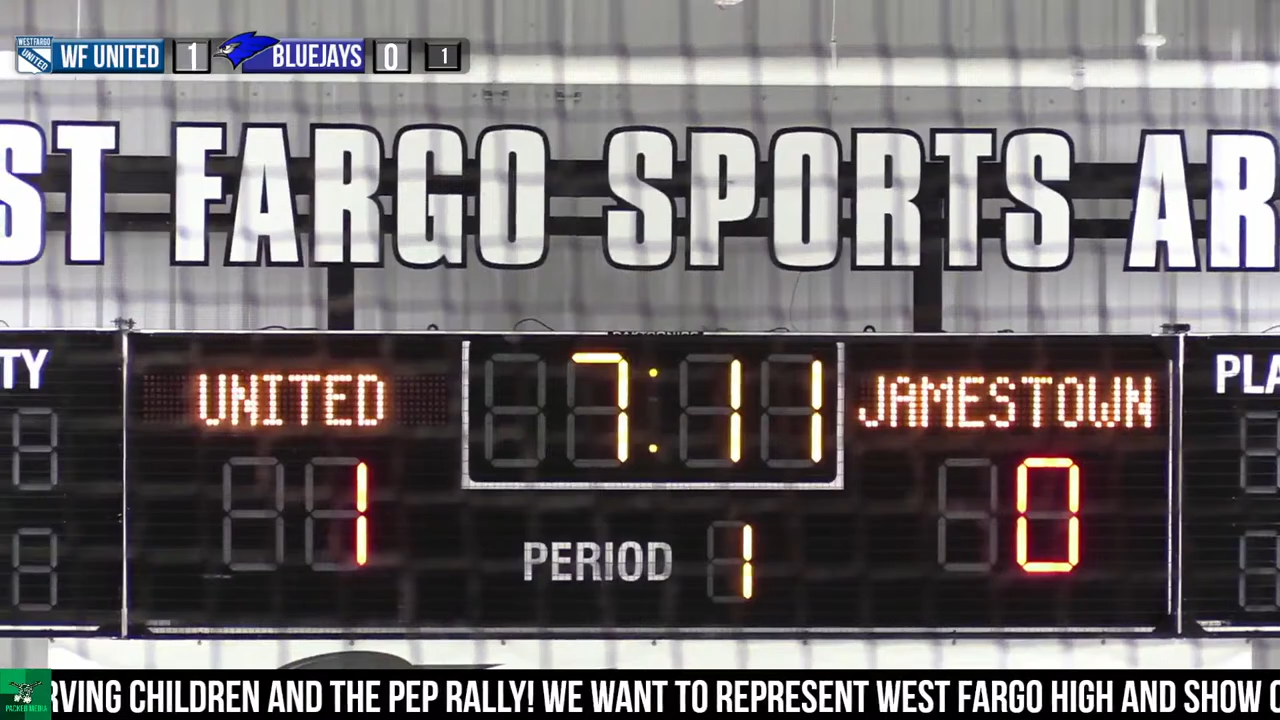 WEST FARGO
UNITED
WF UNITED 1 BLUEJAYS 0 1
ST FARGO SPORTS AR
TY
UNITED
7:11
JAMESTOWN
PLA
1
0
PERIOD 1
RVING CHILDREN AND THE PEP RALLY! WE WANT TO REPRESENT WEST FARGO HIGH AND SHOW
PACKER MEDIA